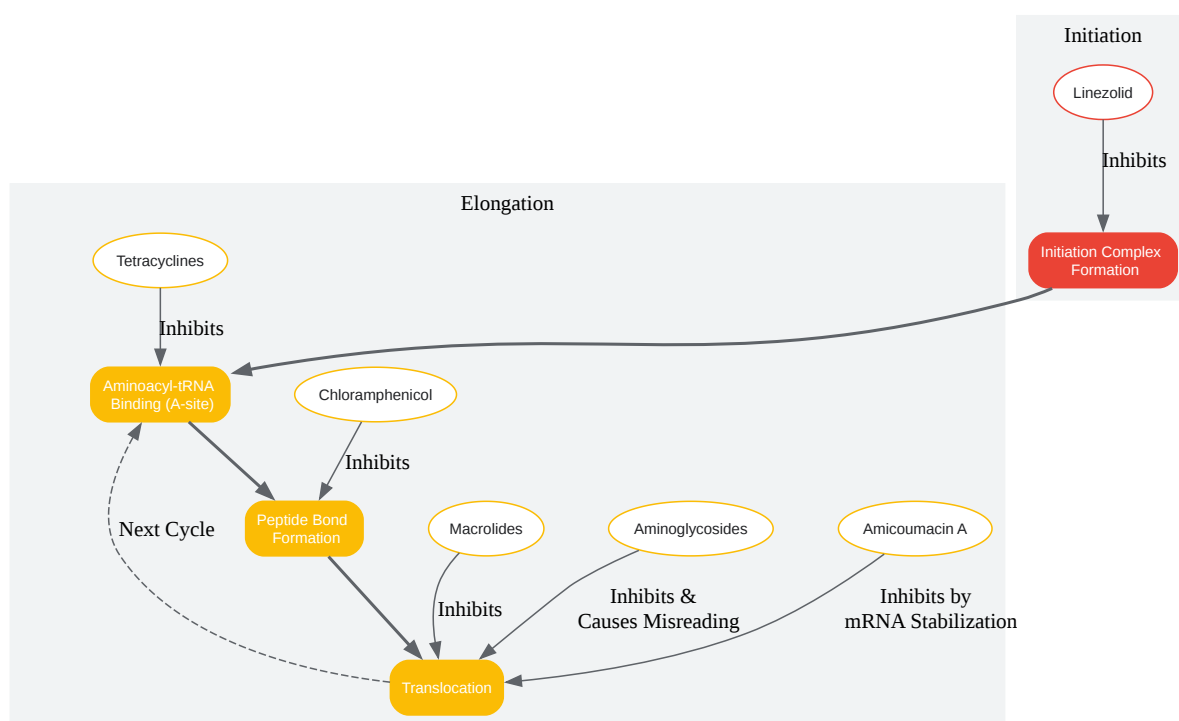 Initiation
Linezolid
Inhibits
Initiation Complex
Formation
Elongation
Tetracyclines
Inhibits
Aminoacyl-tRNA
Binding (A-site)
Chloramphenicol
Inhibits
Next Cycle
Peptide Bond
Formation
Macrolides
Aminoglycosides
Amicoumacin A
Inhibits
Inhibits &
Causes Misreading
Inhibits by
mRNA Stabilization
Translocation